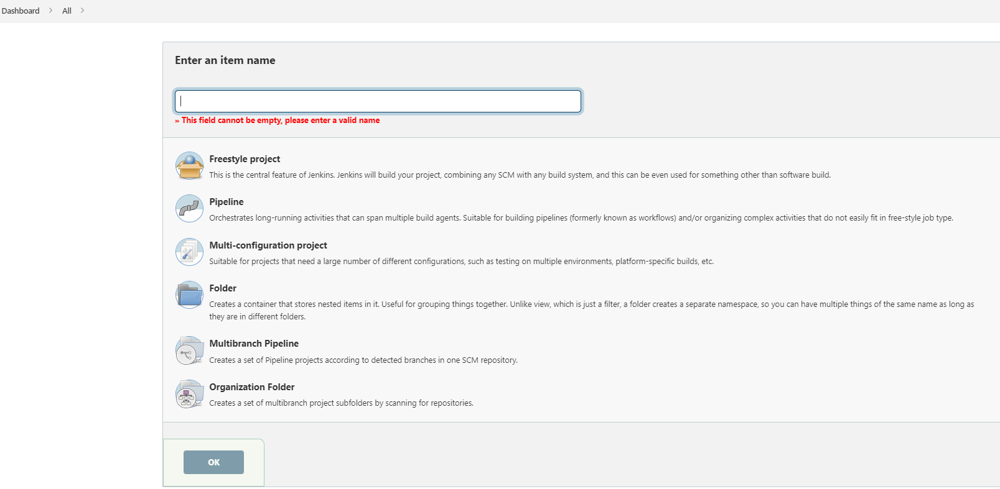 Dashboard > All >
Enter an item name
» This field cannot be empty, please enter a valid name
Freestyle project
This is the central feature of Jenkins. Jenkins will build your project, combining any SCM with any build system, and this can be even used for something other than software build.
Pipeline
Orchestrates long-running activities that can span multiple build agents. Suitable for building pipelines (formerly known as workflows) and/or organizing complex activities that do not easily fit in free-style job type.
Multi-configuration project
Suitable for projects that need a large number of different configurations, such as testing on multiple environments, platform-specific builds, etc.
Folder
Creates a container that stores nested items in it. Useful for grouping things together. Unlike view, which is just a filter, a folder creates a separate namespace, so you can have multiple things of the same name as long as
they are in different folders.
Multibranch Pipeline
Creates a set of Pipeline projects according to detected branches in one SCM repository.
Organization Folder
Creates a set of multibranch project subfolders by scanning for repositories.
OK